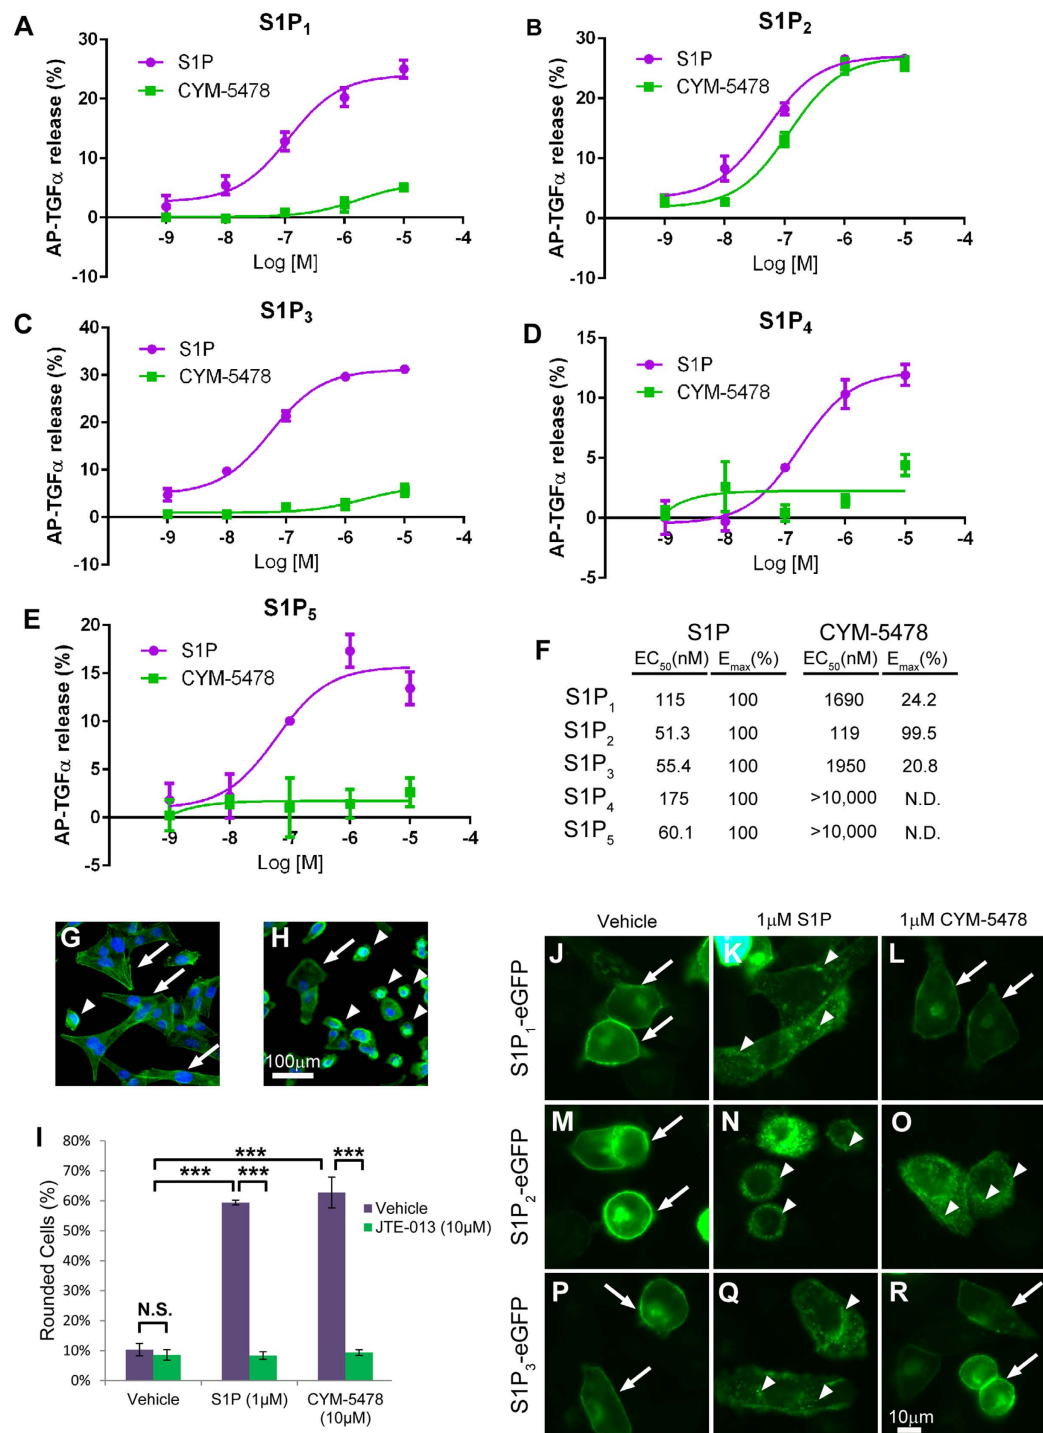 A
S1P1
AP-TGFα release (%)
30
20
10
0
-10
S1P
CYM-5478
-9 -8 -7 -6 -5 -4
Log [M]
B
S1P2
AP-TGFα release (%)
30
20
10
0
-10
S1P
CYM-5478
-9 -8 -7 -6 -5 -4
Log [M]
C
S1P3
AP-TGFα release (%)
40
30
20
10
0
-10
S1P
CYM-5478
-9 -8 -7 -6 -5 -4
Log [M]
D
S1P4
AP-TGFα release (%)
15
10
5
0
-5
S1P
CYM-5478
-9 -8 -7 -6 -5 -4
Log [M]
E
S1P5
AP-TGFα release (%)
20
15
10
5
0
-5
S1P
CYM-5478
-9 -8 -7 -6 -5 -4
Log [M]
F
S1P CYM-5478
EC50(nM) Emax(%) EC50(nM) Emax(%)
S1P1 115 100 1690 24.2
S1P2 51.3 100 119 99.5
S1P3 55.4 100 1950 20.8
S1P4 175 100 >10,000 N.D.
S1P5 60.1 100 >10,000 N.D.
G
H
100μm
I
Rounded Cells (%)
80%
70%
60%
50%
40%
30%
20%
10%
0%
***
*** *** ***
N.S.
Vehicle
JTE-013 (10μM)
Vehicle S1P (1μM) CYM-5478
(10μM)
Vehicle 1μM S1P 1μM CYM-5478
S1P1-eGFP
J K L
S1P2-eGFP
M N O
S1P3-eGFP
P Q R
10μm